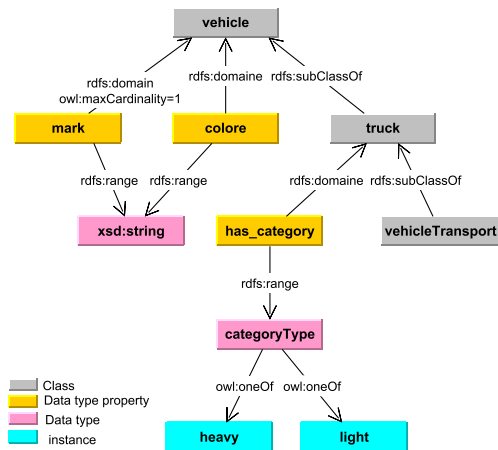 vehicle
rdfs:domain
owl:maxCardinality=1
rdfs:domaine
rdfs:subClassOf
mark
colore
truck
rdfs:range
rdfs:range
rdfs:domaine
rdfs:subClassOf
xsd:string
has_category
vehicleTransport
rdfs:range
categoryType
owl:oneOf
owl:oneOf
Class
Data type property
Data type
instance
heavy
light